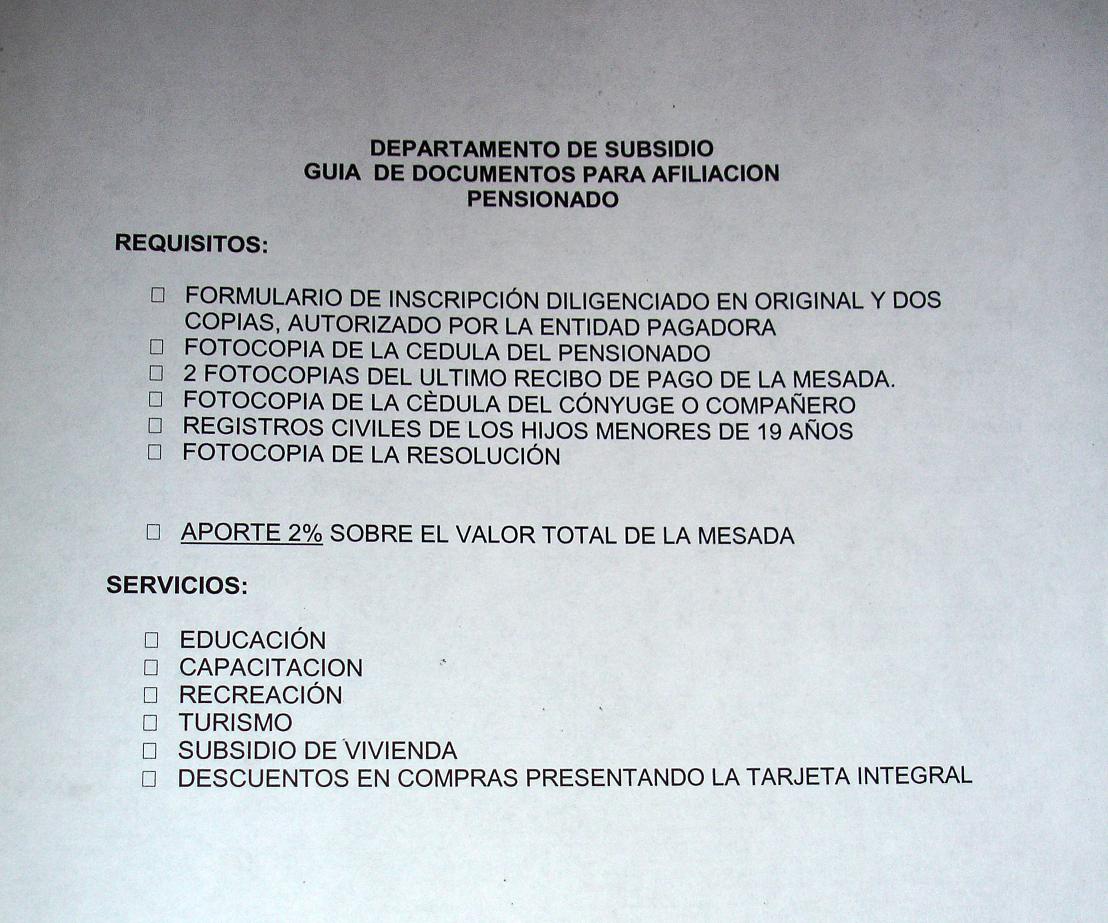 DEPARTAMENTO DE SUBSIDIO
GUIA DE DOCUMENTOS PARA AFILIACION
PENSIONADO
REQUISITOS:
□ FORMULARIO DE INSCRIPCIÓN DILIGENCIADO EN ORIGINAL Y DOS
COPIAS, AUTORIZADO POR LA ENTIDAD PAGADORA
□ FOTOCOPIA DE LA CEDULA DEL PENSIONADO
□ 2 FOTOCOPIAS DEL ULTIMO RECIBO DE PAGO DE LA MESADA.
□ FOTOCOPIA DE LA CÈDULA DEL CÓNYUGE O COMPAÑERO
□ REGISTROS CIVILES DE LOS HIJOS MENORES DE 19 AÑOS
□ FOTOCOPIA DE LA RESOLUCIÓN
□ APORTE 2% SOBRE EL VALOR TOTAL DE LA MESADA
SERVICIOS:
□ EDUCACIÓN
□ CAPACITACION
□ RECREACIÓN
□ TURISMO
□ SUBSIDIO DE VIVIENDA
□ DESCUENTOS EN COMPRAS PRESENTANDO LA TARJETA INTEGRAL